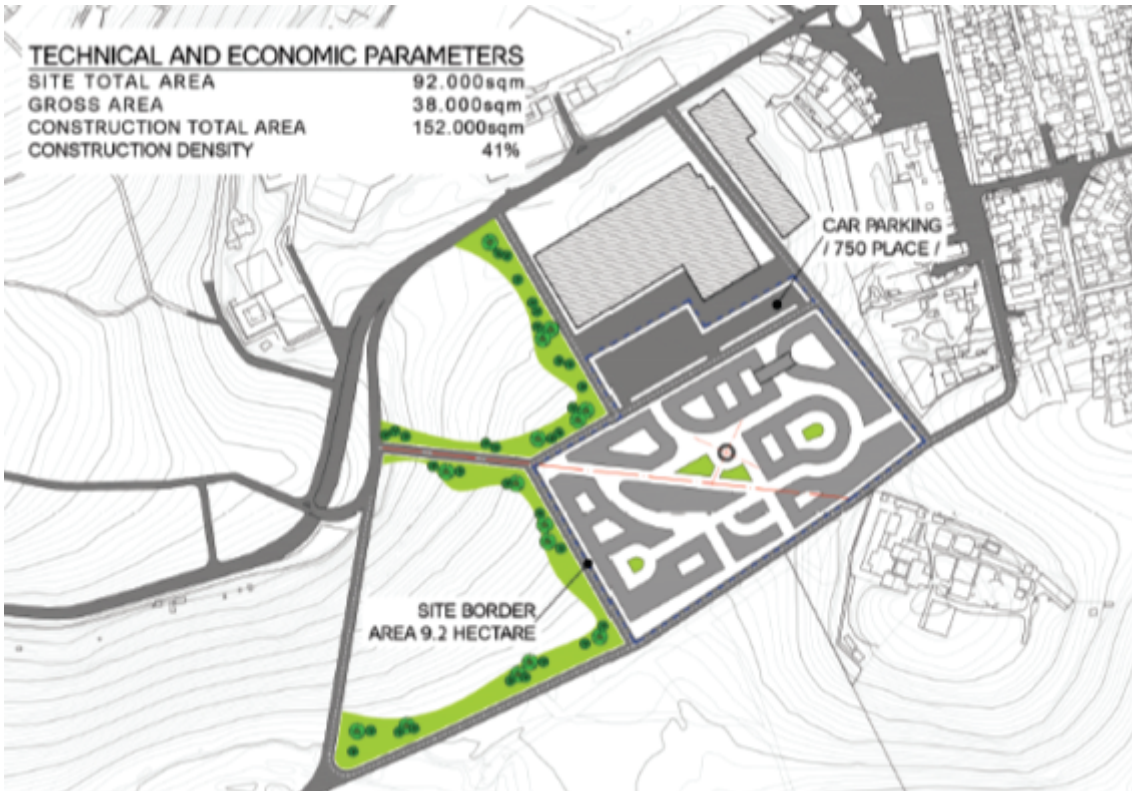 TECHNICAL AND ECONOMIC PARAMETERS
SITE TOTAL AREA 92.000sqm
GROSS AREA 38.000sqm
CONSTRUCTION TOTAL AREA 152.000sqm
CONSTRUCTION DENSITY 41%
CAR PARKING
/ 750 PLACE /
SITE BORDER
AREA 9.2 HECTARE